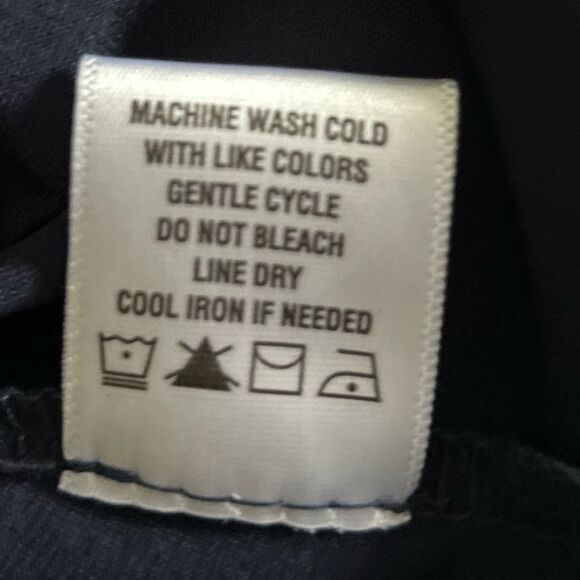 MACHINE WASH COLD
WITH LIKE COLORS
GENTLE CYCLE
DO NOT BLEACH
LINE DRY
COOL IRON IF NEEDED